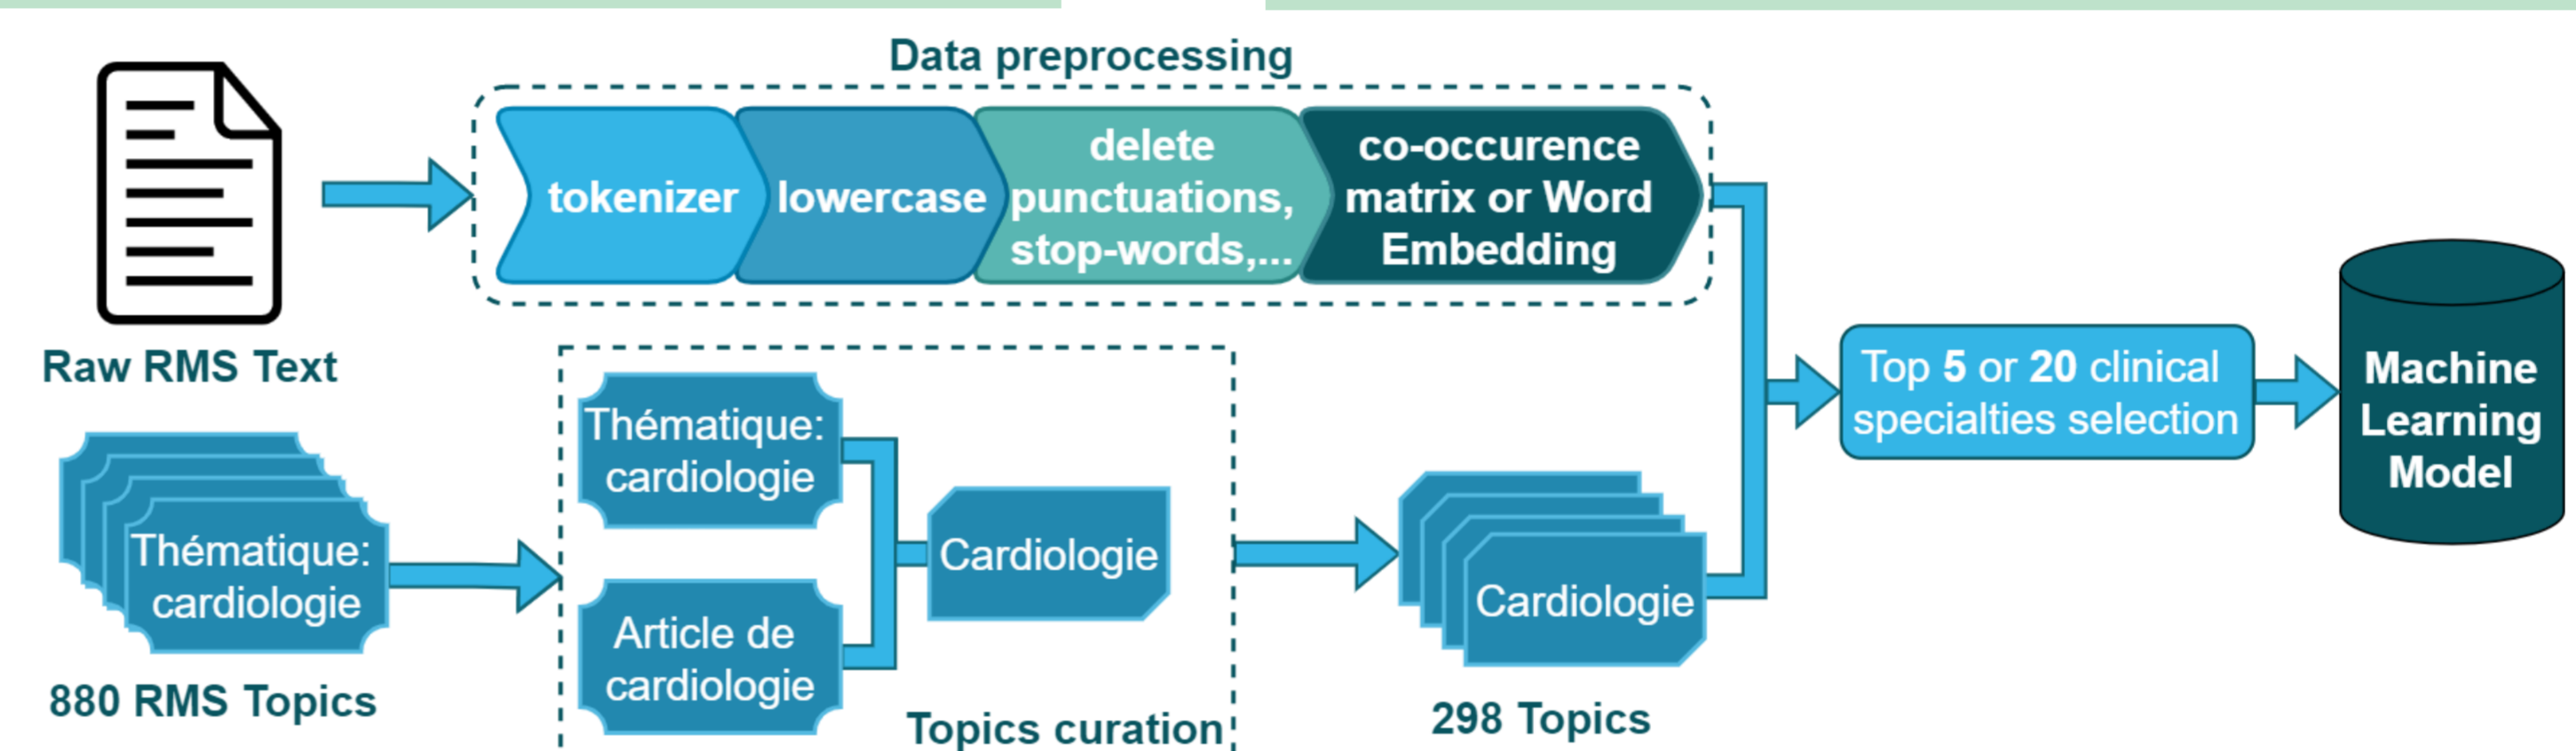 Data preprocessing
tokenizer
lowercase
delete
punctuations,
stop-words,...
co-occurence
matrix or Word
Embedding
Raw RMS Text
Thématique:
cardiologie
880 RMS Topics
Thématique:
cardiologie
Article de
cardiologie
Cardiologie
Topics curation
Cardiologie
298 Topics
Top 5 or 20 clinical
specialties selection
Machine
Learning
Model